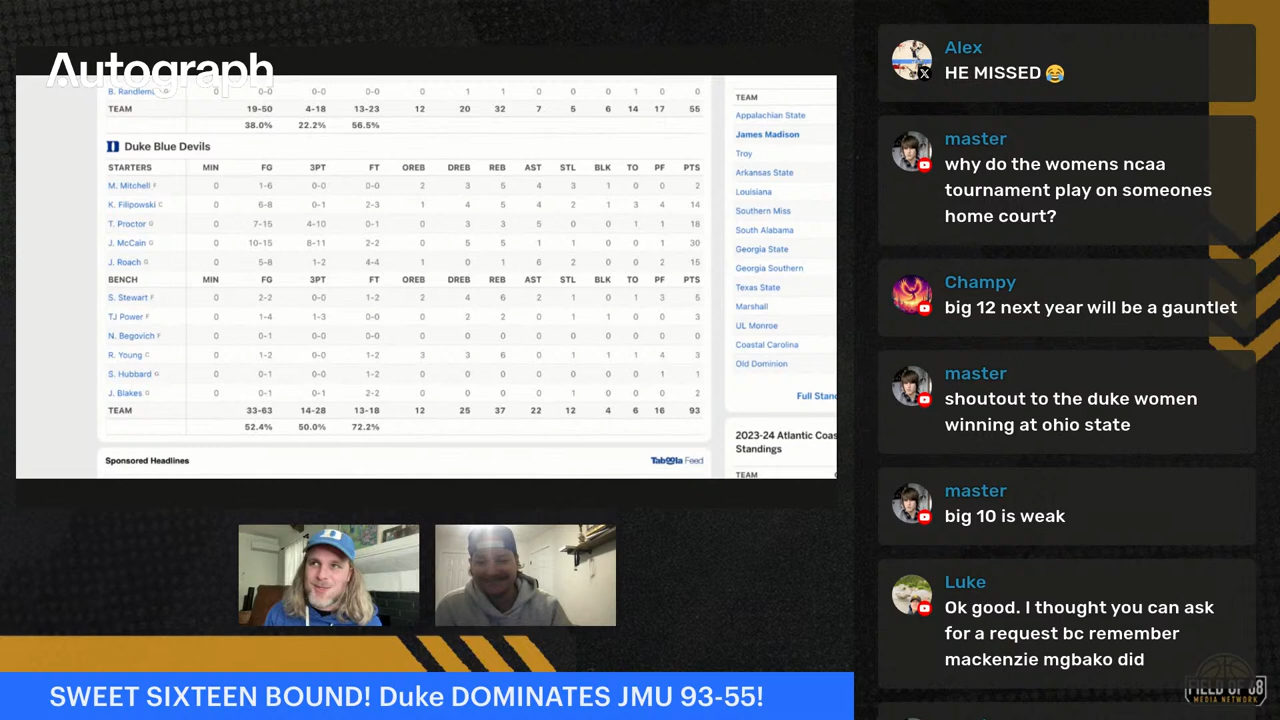 Autograph
B. Randleman 0 0-0 0-0 0-0 0 1 1 0 0 0 1 0 0
TEAM 19-50 4-18 13-23 12 20 32 7 5 6 14 17 55
38.0% 22.2% 56.5%
Duke Blue Devils
STARTERS MIN FG 3PT FT OREB DREB REB AST STL BLK TO PF PTS
M. Mitchell F 0 1-6 0-0 0-0 2 3 5 4 3 1 0 0 2
K. Filipowski C 0 6-8 0-1 2-3 1 4 5 4 2 1 3 4 14
T. Proctor G 0 7-15 4-10 0-1 0 3 3 5 0 0 1 1 18
J. McCain G 0 10-15 8-11 2-2 0 5 5 1 0 0 0 2 30
J. Roach G 0 5-8 1-2 4-4 1 0 1 6 2 0 0 2 15
BENCH MIN FG 3PT FT OREB DREB REB AST STL BLK TO PF PTS
S. Stewart F 0 2-2 0-0 1-2 2 4 6 2 1 0 1 3 5
TJ Power F 0 1-4 1-3 0-0 0 2 2 0 1 1 0 0 3
N. Begovich F 0 0-1 0-0 0-0 0 0 0 0 0 0 0 0 0
R. Young C 0 1-2 0-0 1-2 3 3 6 0 1 1 1 4 3
S. Hubbard G 0 0-1 0-0 1-2 0 0 0 0 0 0 0 1 1
J. Blakes G 0 0-1 0-1 2-2 0 0 0 0 1 0 0 0 2
TEAM 33-63 14-28 13-18 12 25 37 22 12 4 6 16 93
52.4% 50.0% 72.2%
Sponsored Headlines
Taboola Feed
TEAM
Appalachian State
James Madison
Troy
Arkansas State
Louisiana
Southern Miss
South Alabama
Georgia State
Georgia Southern
Texas State
Marshall
UL Monroe
Coastal Carolina
Old Dominion
Full Stan
2023-24 Atlantic Coas
Standings
TEAM
SWEET SIXTEEN BOUND! Duke DOMINATES JMU 93-55!
Alex
HE MISSED 😂
master
why do the womens ncaa
tournament play on someones
home court?
Champy
big 12 next year will be a gauntlet
master
shoutout to the duke women
winning at ohio state
master
big 10 is weak
Luke
Ok good. I thought you can ask
for a request bc remember
mackenzie mgbako did
FIELD OF 68
MEDIA NETWORK